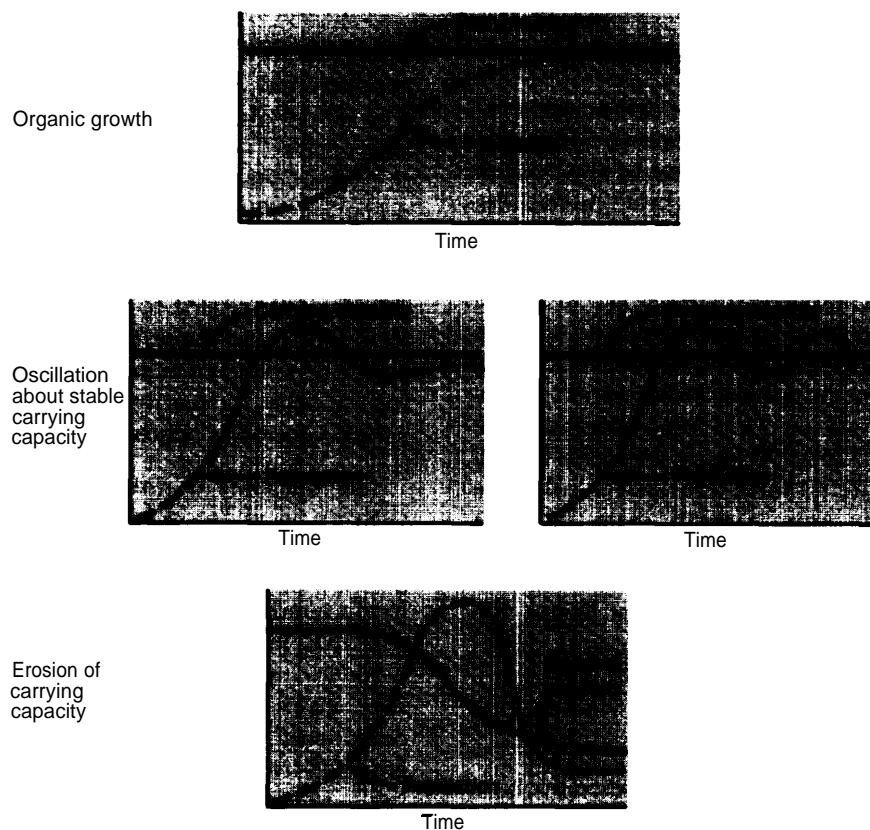 Organic growth
Time
Oscillation
about stable
carrying
capacity
Time
Time
Erosion of
carrying
capacity
Time